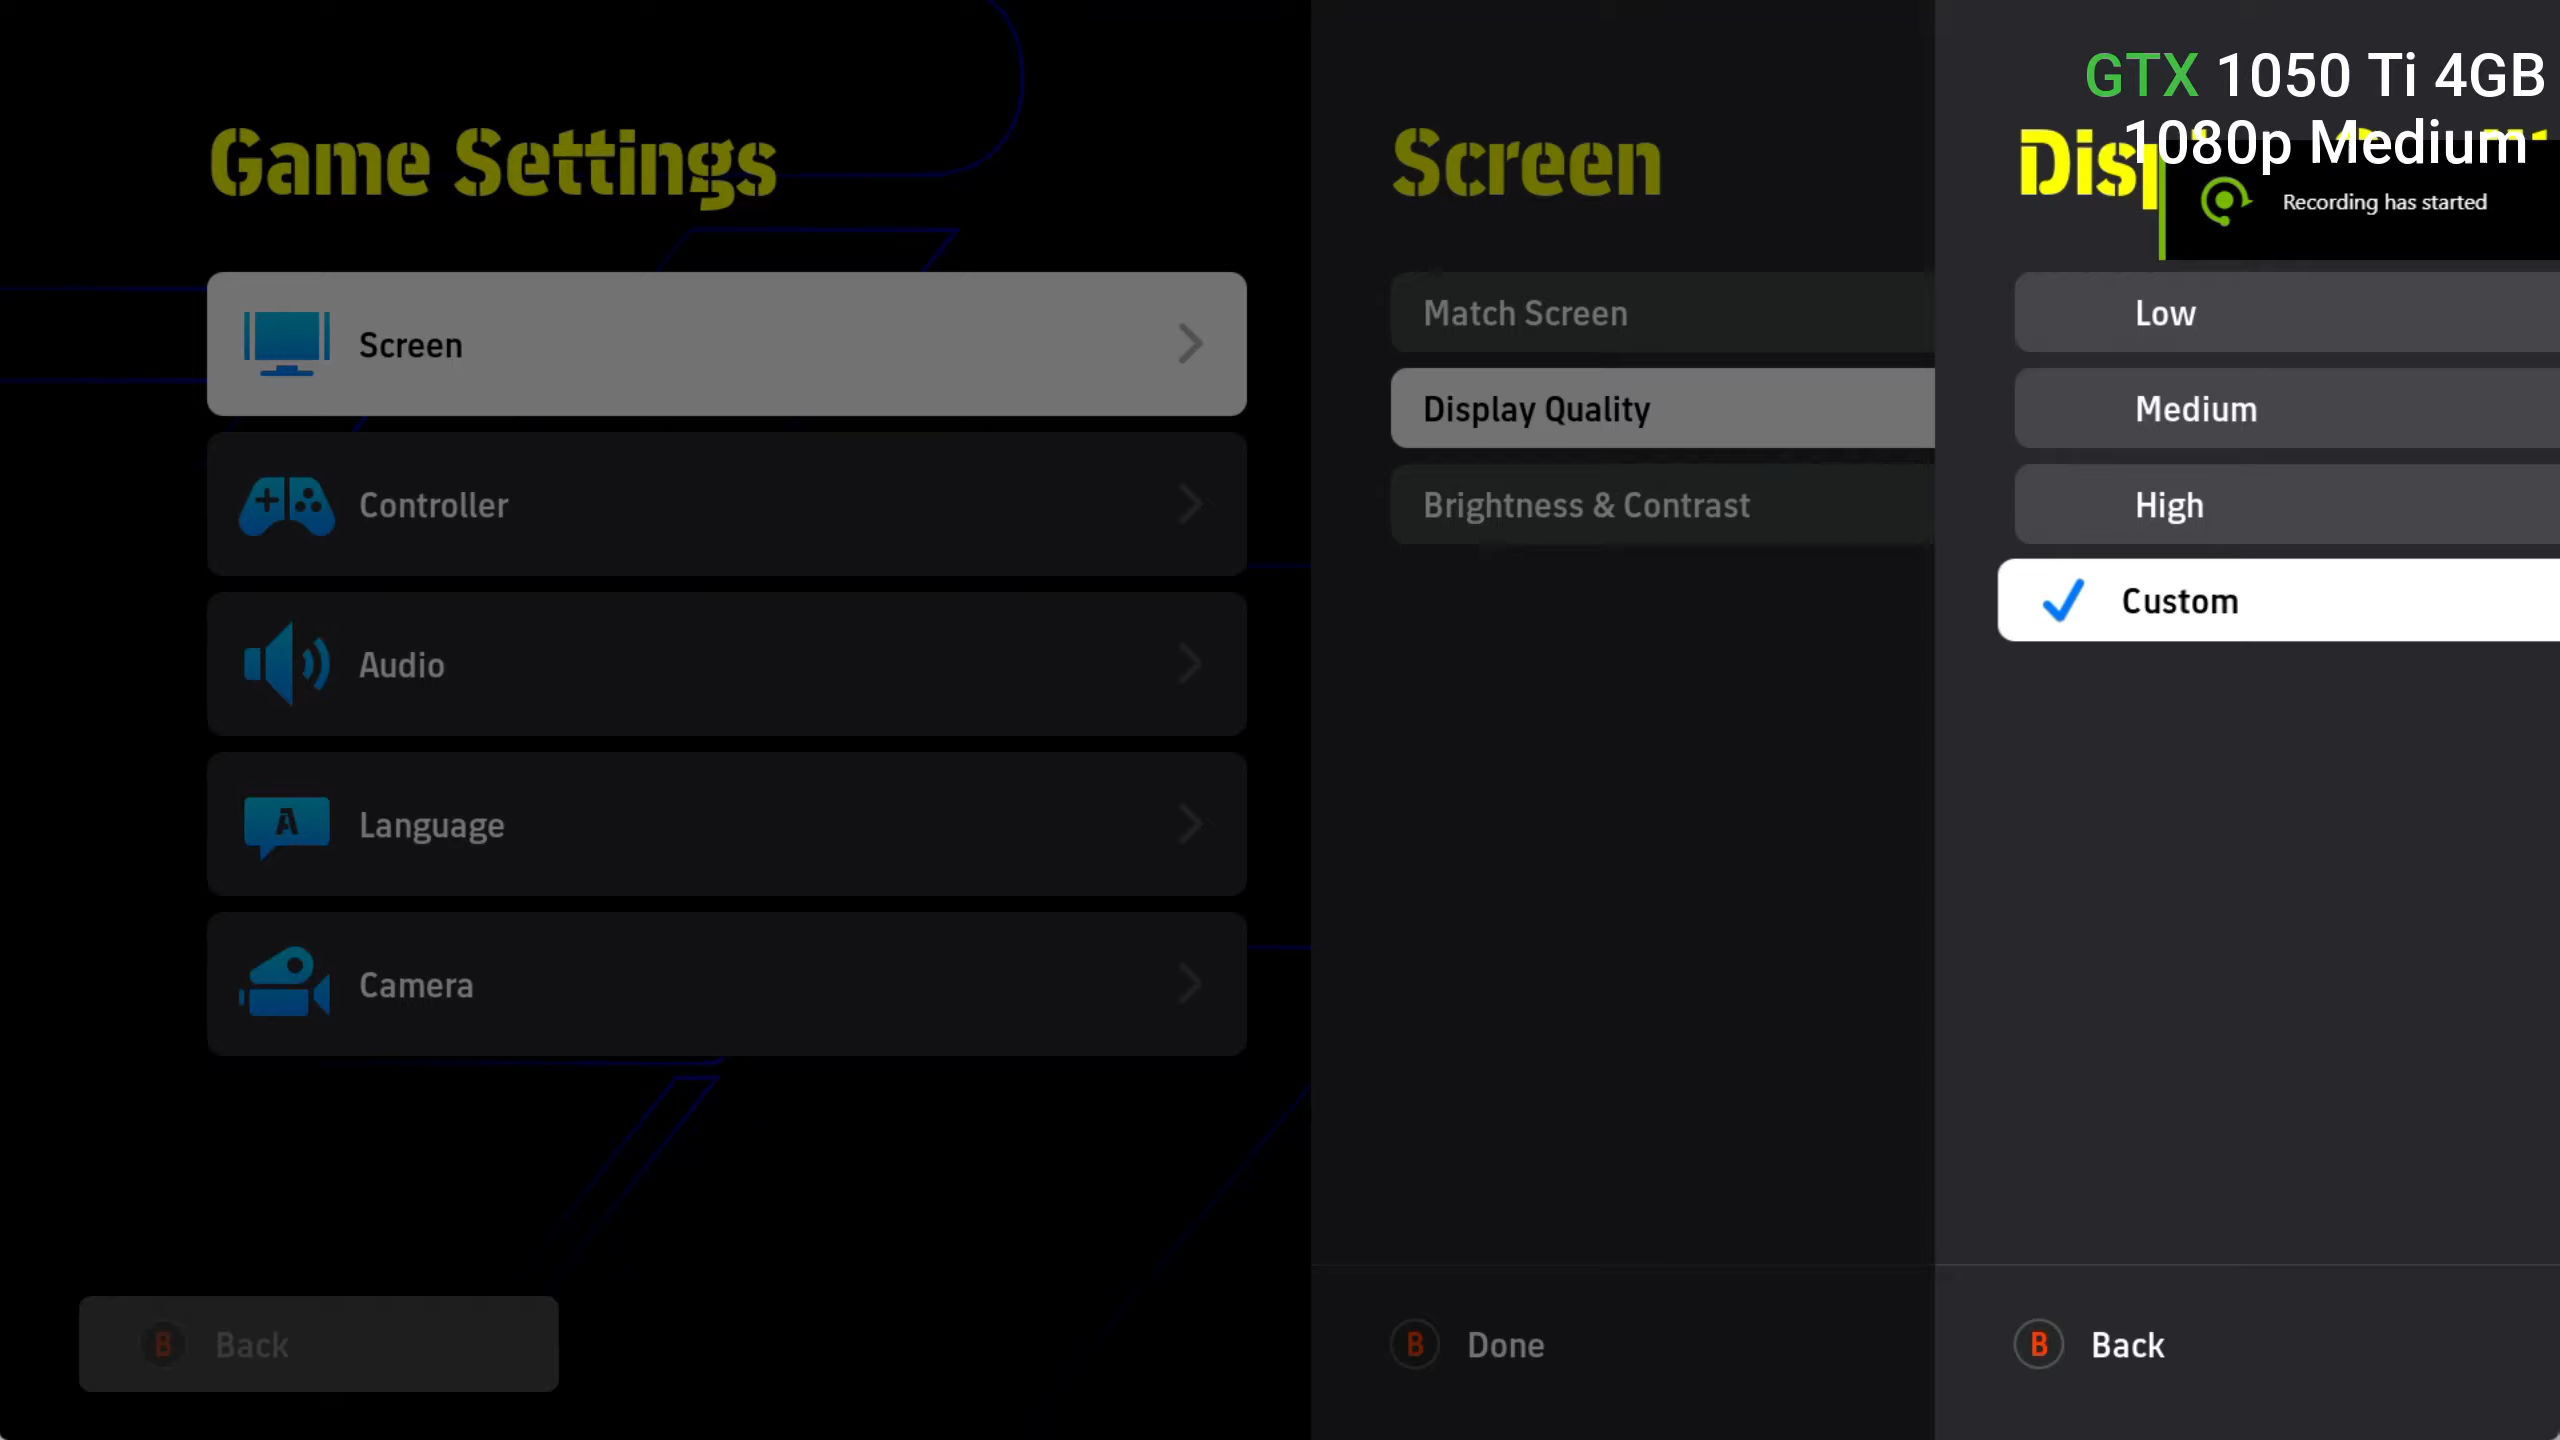 GTX 1050 Ti 4GB
1080p Medium
Recording has started
Game Settings
Screen
Controller
Audio
Language
Camera
B Back
Screen
Match Screen
Display Quality
Brightness & Contrast
B Done
Low
Medium
High
Custom
B Back